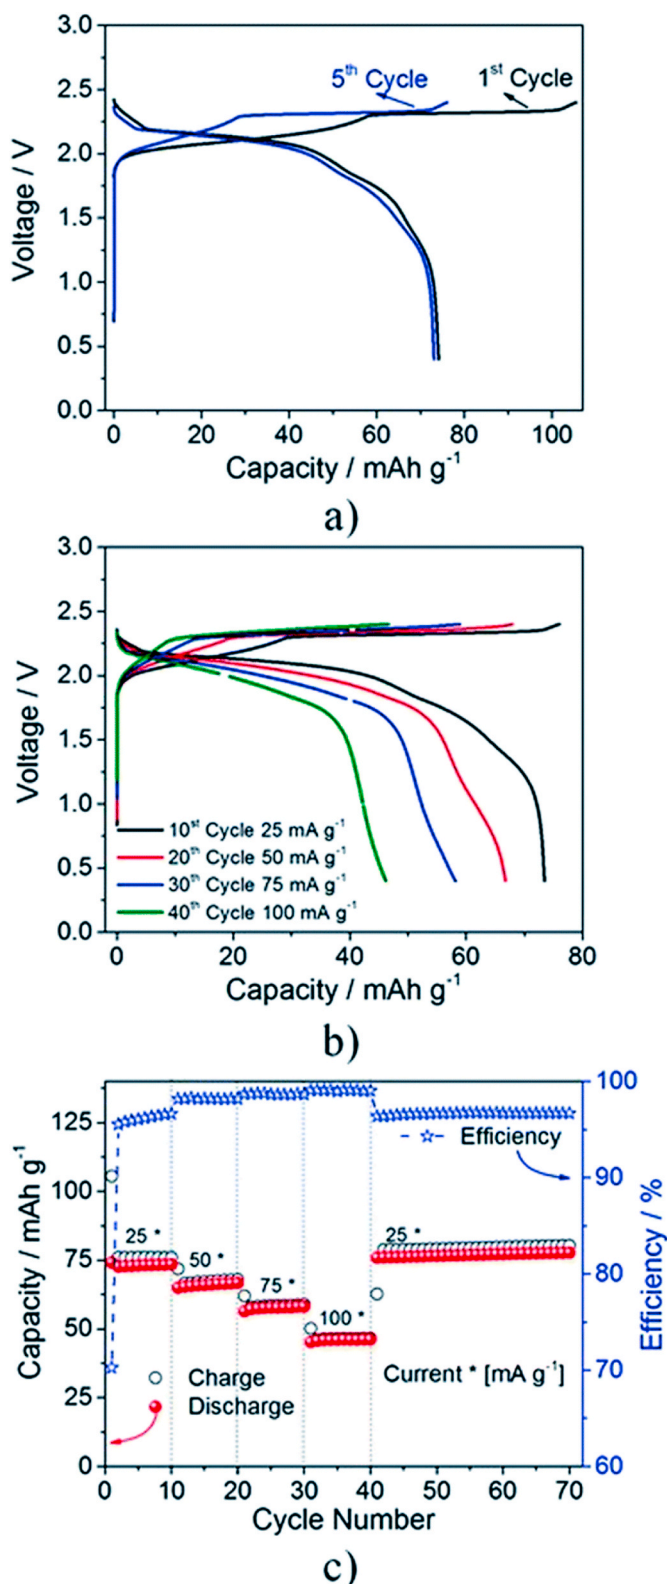 a)
3.0
2.5
2.0
1.5
1.0
0.5
0.0
Voltage / V
5th Cycle
1st Cycle
0 20 40 60 80 100
Capacity / mAh g-1
a)
3.0
2.5
2.0
1.5
1.0
0.5
0.0
Voltage / V
10st Cycle 25 mA g-1
20th Cycle 50 mA g-1
30th Cycle 75 mA g-1
40th Cycle 100 mA g-1
0 20 40 60 80
Capacity / mAh g-1
b)
125
100
75
50
25
0
Capacity / mAh g-1
Efficiency
25 *
50 *
75 *
100 *
25 *
Charge
Discharge
Current * [mA g-1]
100
90
80
70
60
Efficiency / %
0 10 20 30 40 50 60 70
Cycle Number
c)